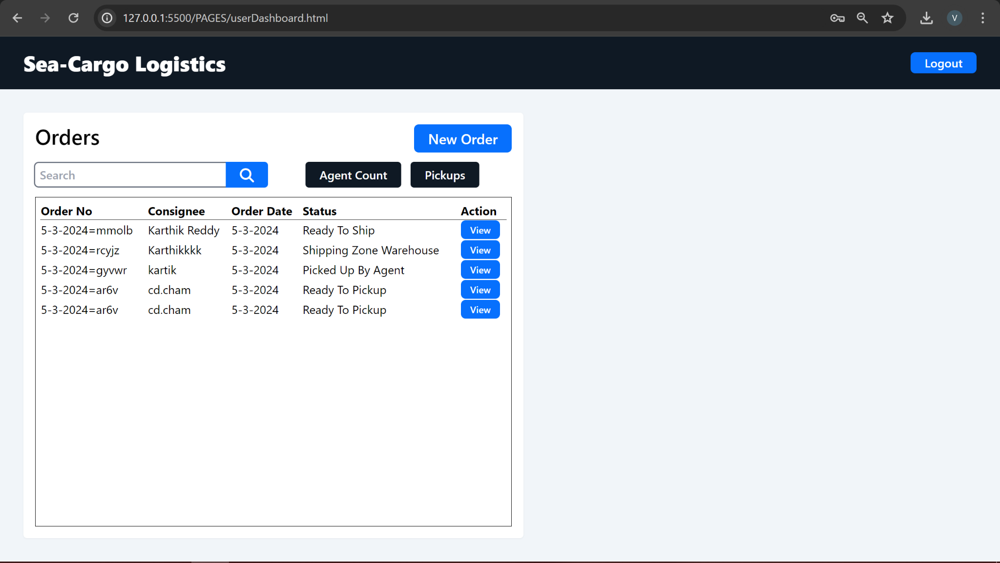 127.0.0.1:5500/PAGES/userDashboard.html
V
Sea-Cargo Logistics
Logout
Orders
New Order
Search
Agent Count
Pickups
Order No Consignee Order Date Status Action
5-3-2024=mmolb Karthik Reddy 5-3-2024 Ready To Ship View
5-3-2024=rcyjz Karthikkkk 5-3-2024 Shipping Zone Warehouse View
5-3-2024=gyvwr kartik 5-3-2024 Picked Up By Agent View
5-3-2024=ar6v cd.cham 5-3-2024 Ready To Pickup View
5-3-2024=ar6v cd.cham 5-3-2024 Ready To Pickup View